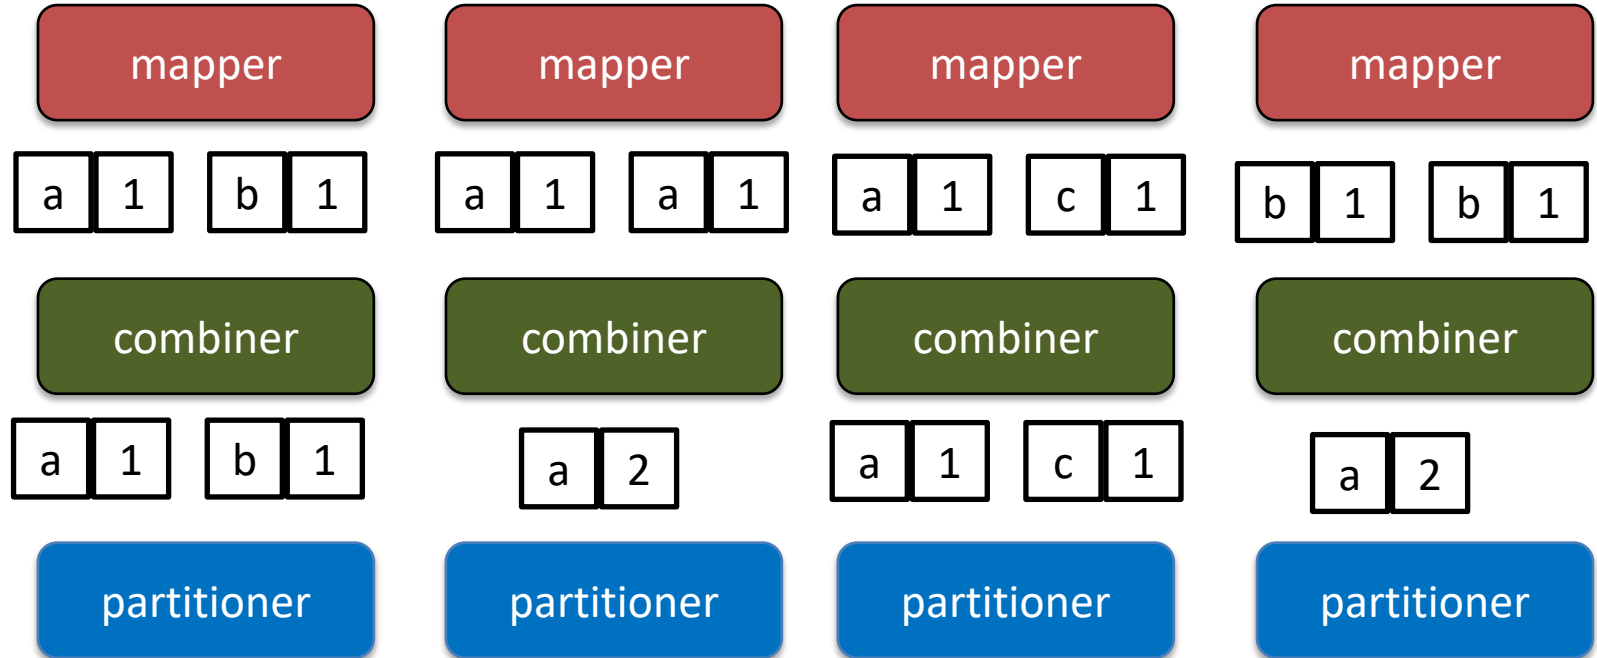 mapper mapper mapper mapper
a 1 b 1 a 1 a 1 a 1 c 1 b 1 b 1
combiner combiner combiner combiner
a 1 b 1 a 2 a 1 c 1 a 2
partitioner partitioner partitioner partitioner